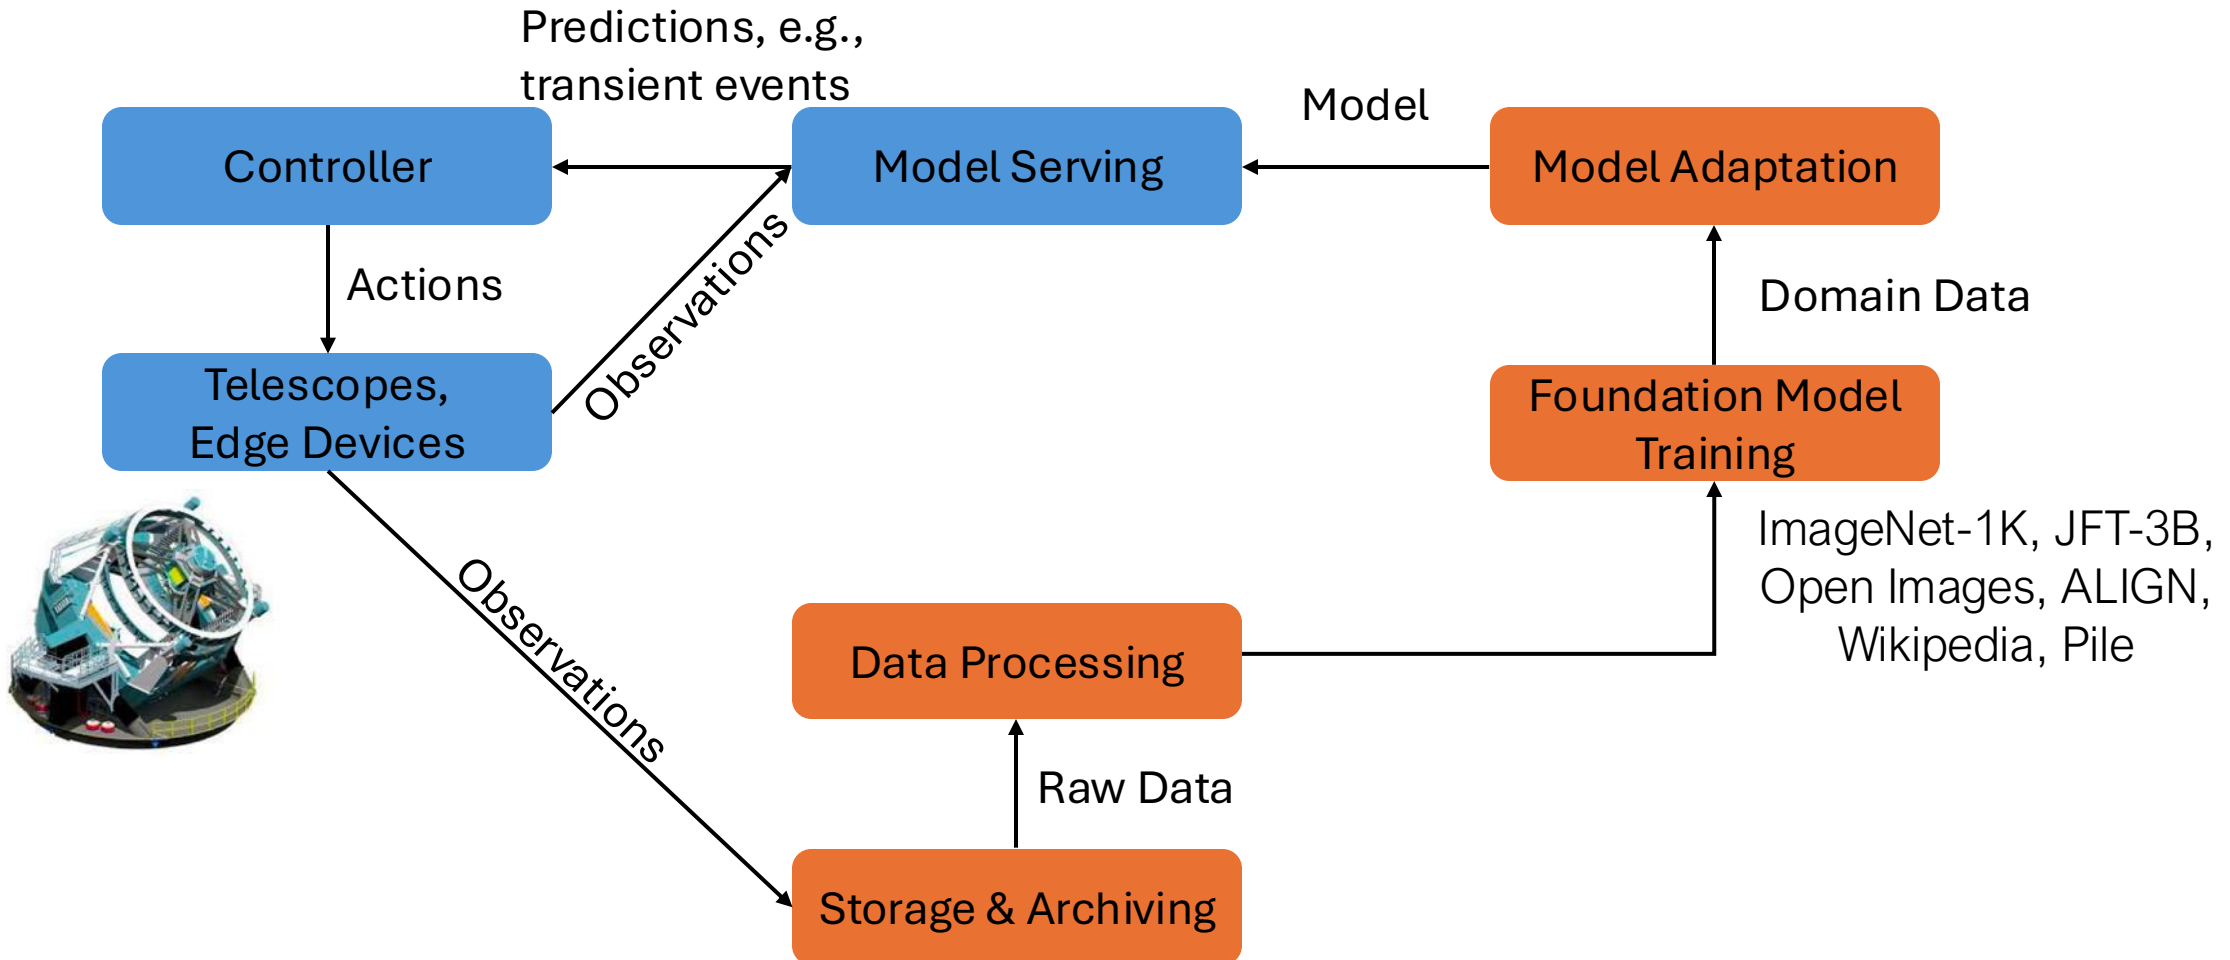 Predictions, e.g.,
transient events
Controller
Model Serving
Model
Model Adaptation
Actions
Observations
Domain Data
Telescopes,
Edge Devices
Foundation Model
Training
ImageNet-1K, JFT-3B,
Open Images, ALIGN,
Wikipedia, Pile
Observations
Data Processing
Raw Data
Storage & Archiving